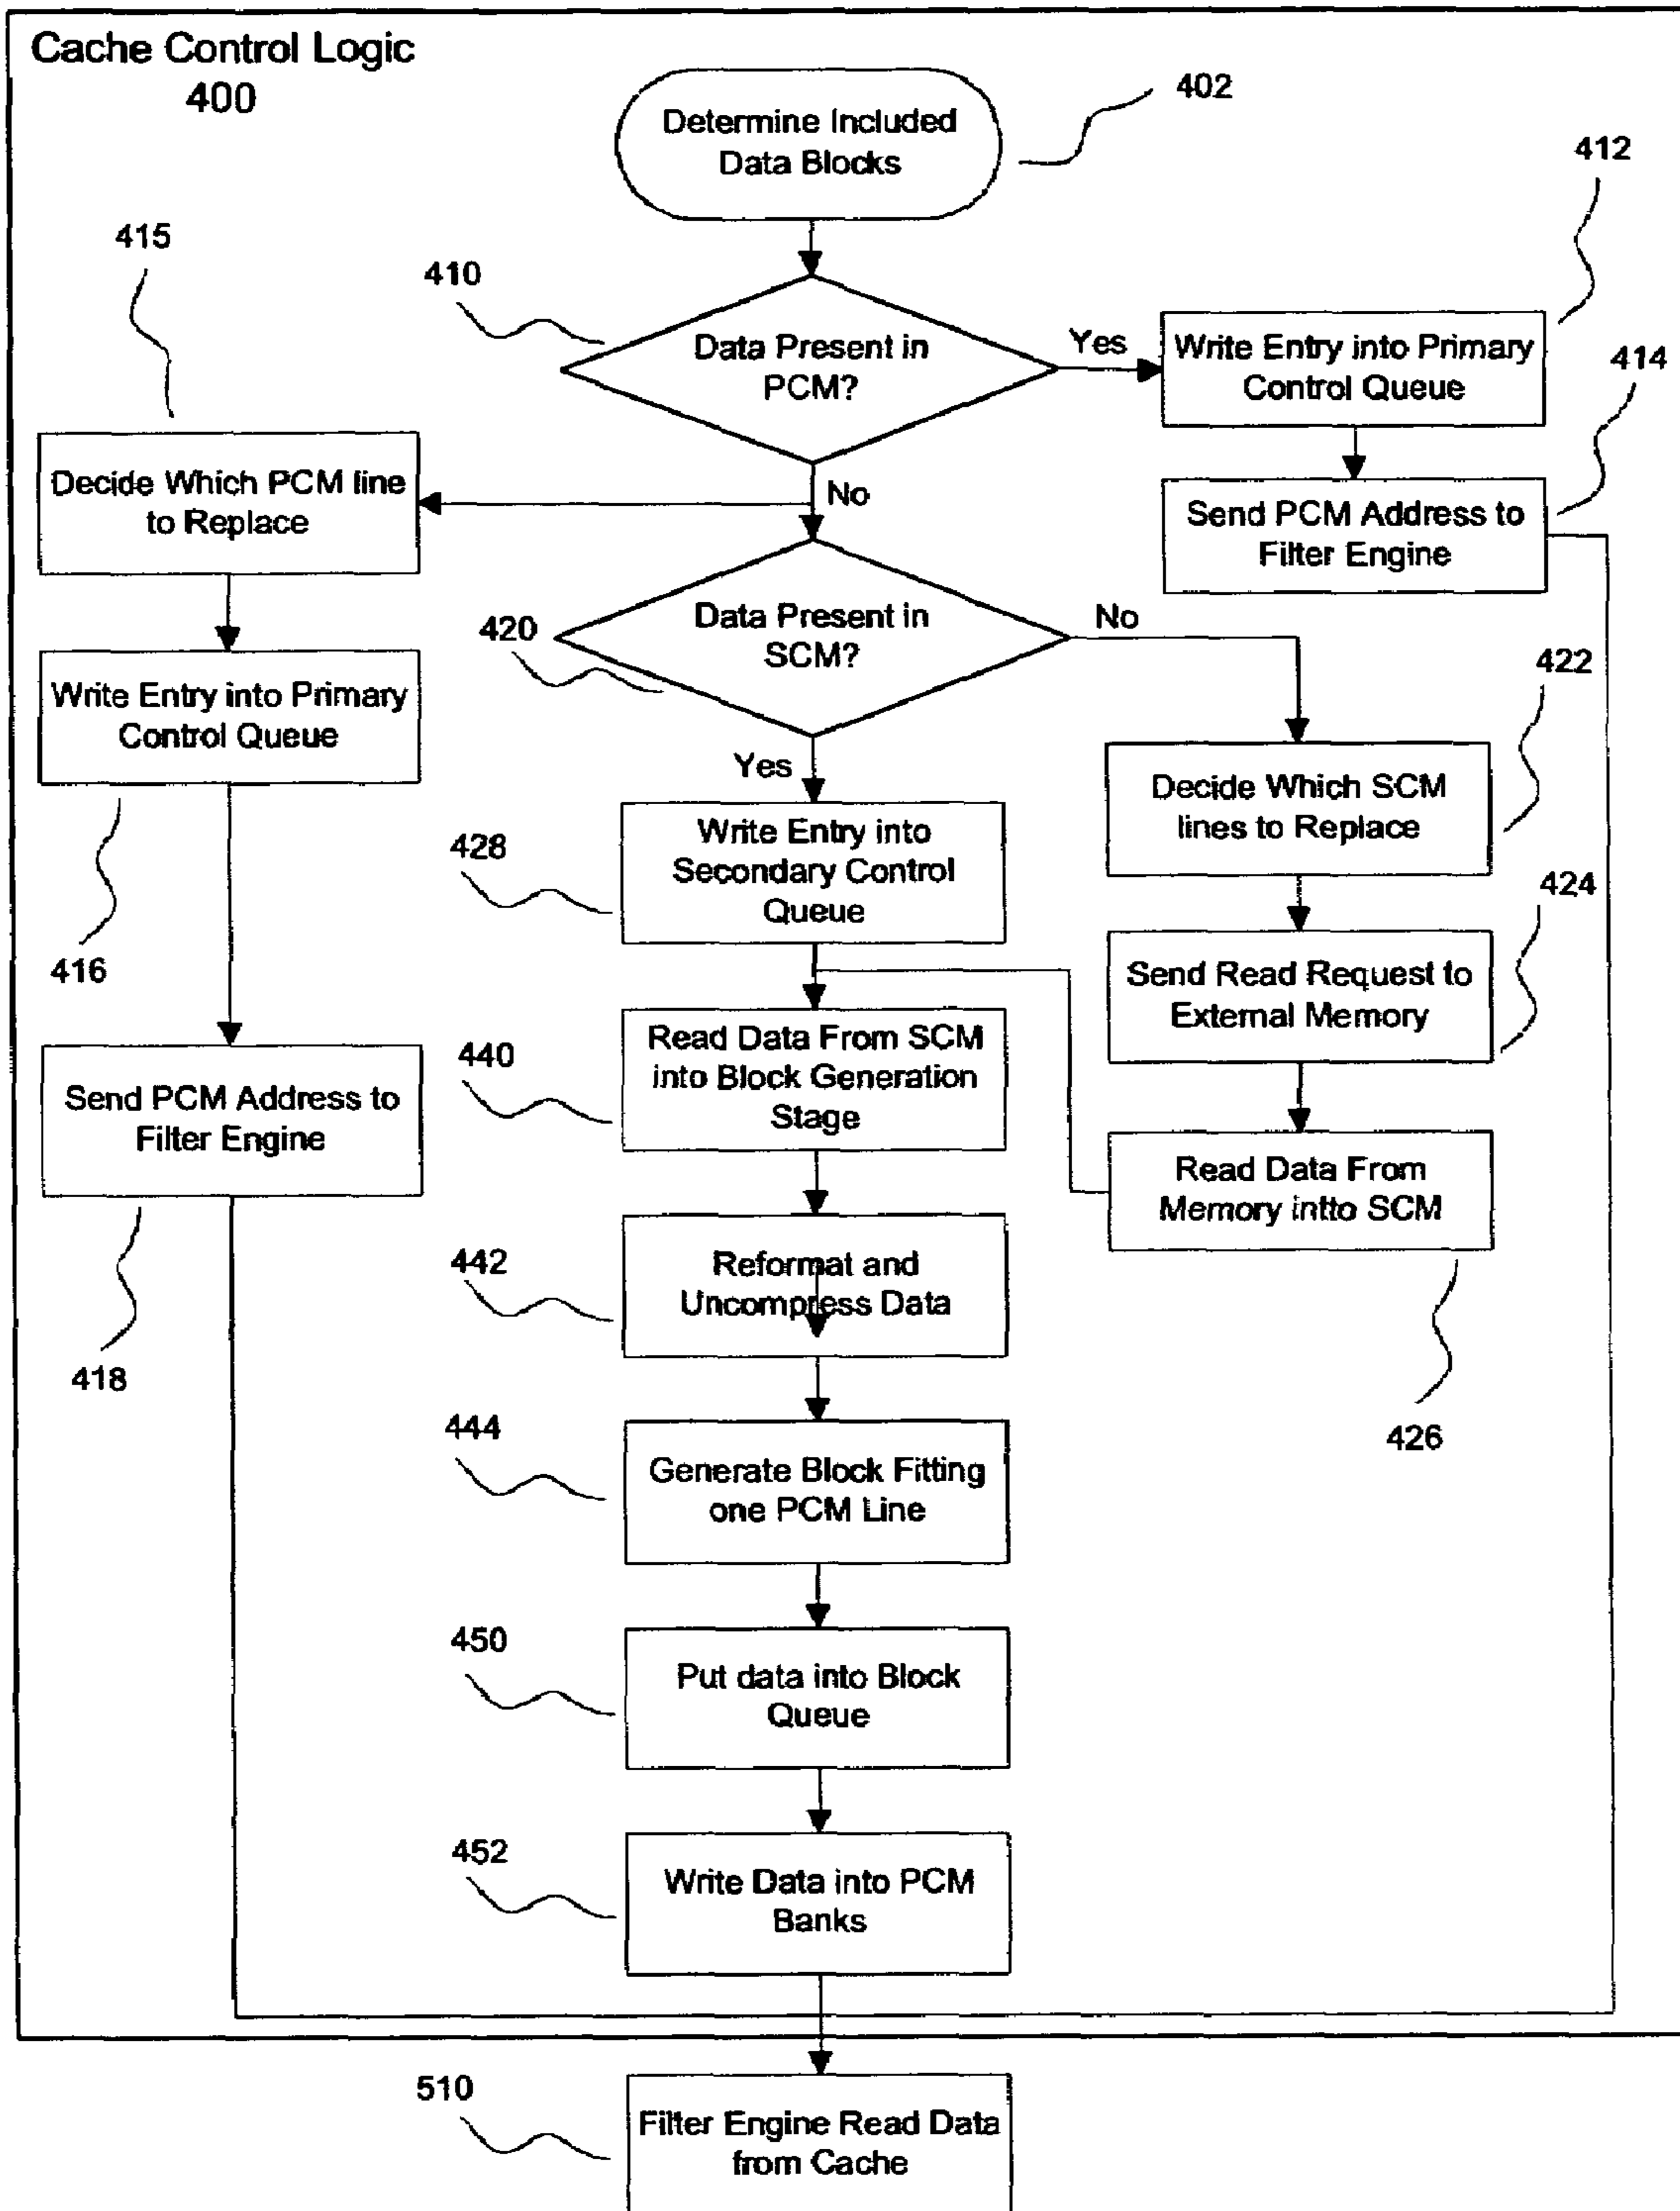 Cache Control Logic
400
Determine Included
Data Blocks
402
412
415
410
Data Present in
PCM?
Yes
Write Entry into Primary
Control Queue
414
Decide Which PCM line
to Replace
No
Send PCM Address to
Filter Engine
420
Data Present in
SCM?
No
422
Write Entry into Primary
Control Queue
Yes
Decide Which SCM
lines to Replace
428
Write Entry into
Secondary Control
Queue
424
416
Send Read Request to
External Memory
440
Read Data From SCM
into Block Generation
Stage
Send PCM Address to
Filter Engine
Read Data From
Memory intto SCM
442
Reformat and
Uncompress Data
418
444
Generate Block Fitting
one PCM Line
426
450
Put data into Block
Queue
452
Write Data into PCM
Banks
510
Filter Engine Read Data
from Cache